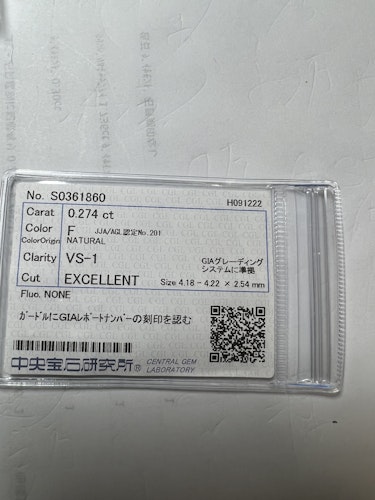 No. S0361860
H091222
Carat 0.274 ct
Color F JJA/AGL認定No.201
ColorOrigin NATURAL
Clarity VS-1 GIAグレーディング
システムに準拠
Cut EXCELLENT Size 4.18 - 4.22 × 2.54 mm
Fluo. NONE
ガードルにGIAレポートナンバーの刻印を認む
中央宝石研究所® CENTRAL GEM
LABORATORY